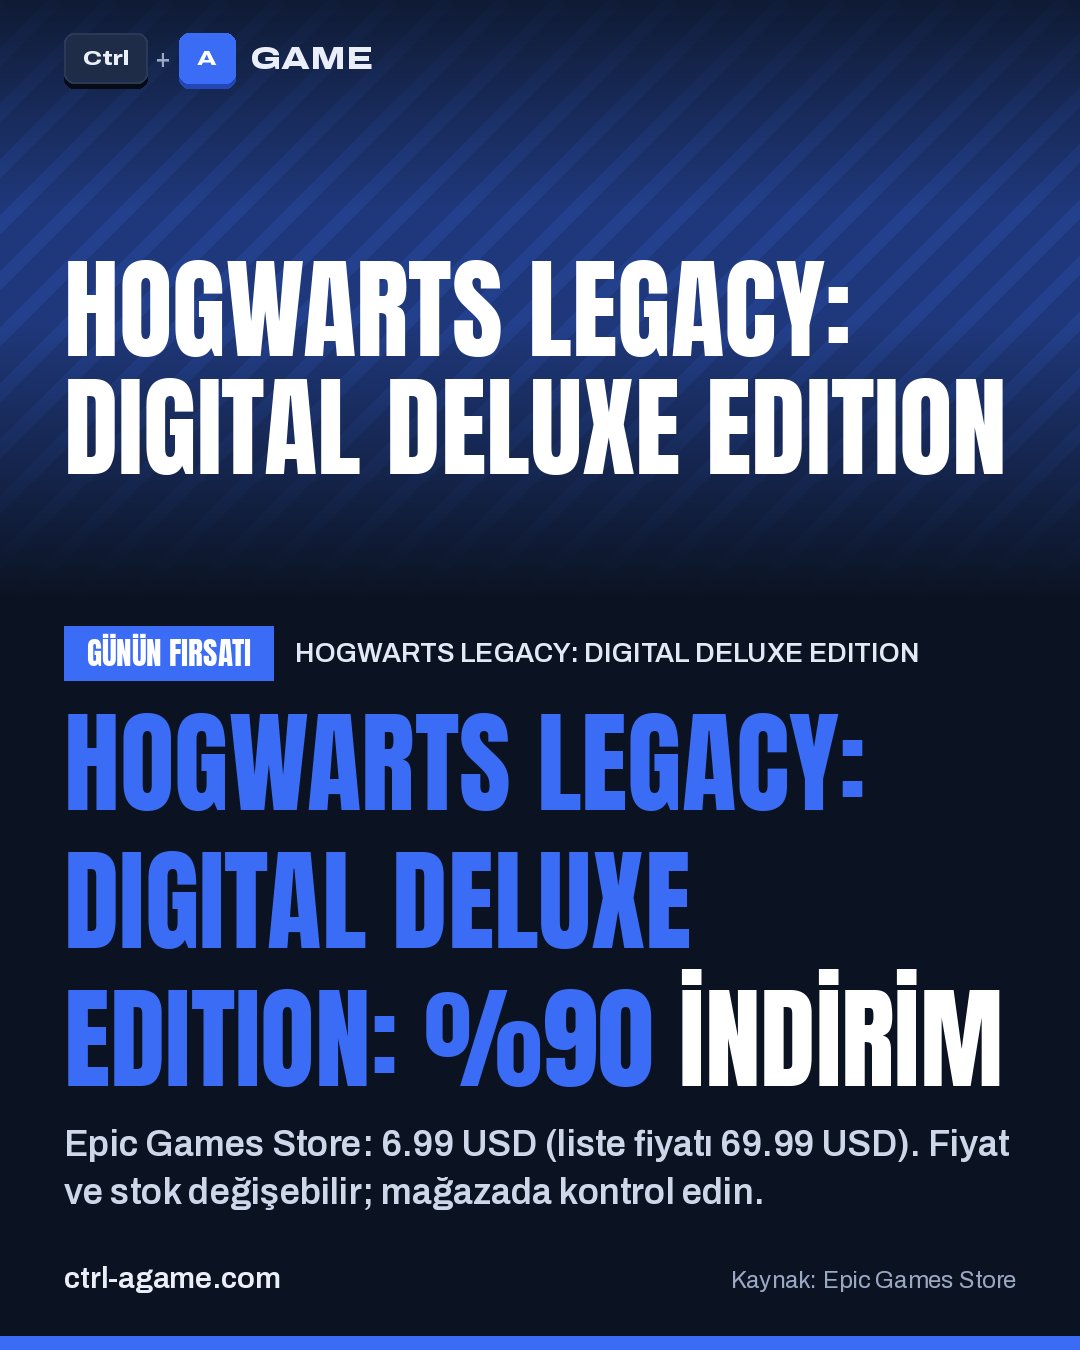 Ctrl + A GAME
HOGWARTS LEGACY:
DIGITAL DELUXE EDITION
GÜNÜN FIRSATI HOGWARTS LEGACY: DIGITAL DELUXE EDITION
HOGWARTS LEGACY:
DIGITAL DELUXE
EDITION: %90 İNDİRİM
Epic Games Store: 6.99 USD (liste fiyatı 69.99 USD). Fiyat
ve stok değişebilir; mağazada kontrol edin.
ctrl-agame.com Kaynak: Epic Games Store